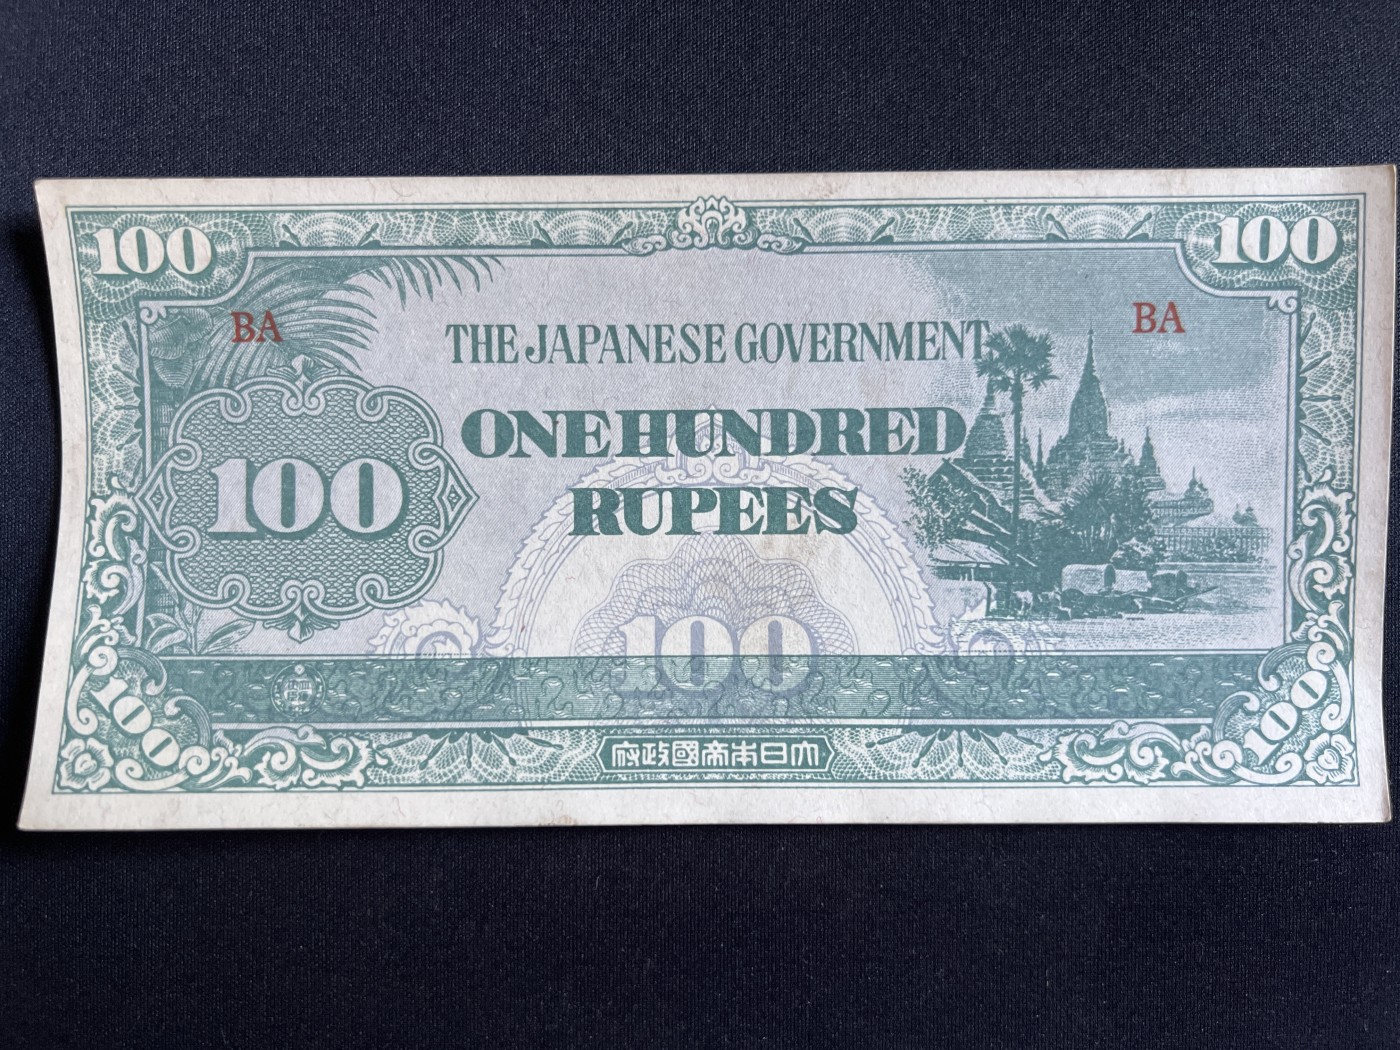 100 100
BA BA
THE JAPANESE GOVERNMENT
ONE HUNDRED
RUPEES
100
100
100 100
府政國帝本日大